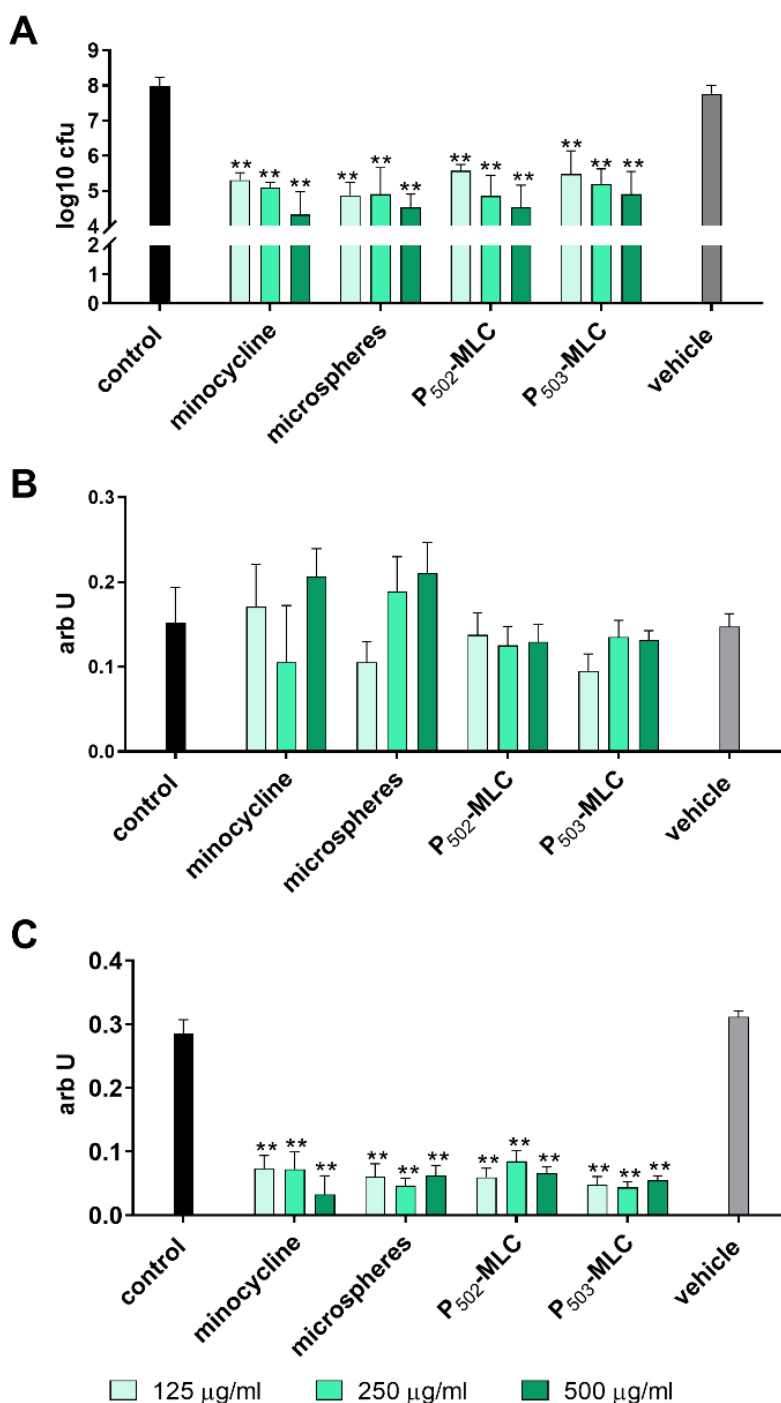 A
log10 cfu
9
8
7
6
5
4
2
1
0
** ** ** ** ** ** ** ** ** ** ** **
control
minocycline
microspheres
P502-MLC
P503-MLC
vehicle
B
arb U
0.3
0.2
0.1
0.0
control
minocycline
microspheres
P502-MLC
P503-MLC
vehicle
C
arb U
0.4
0.3
0.2
0.1
0.0
** ** ** ** ** ** ** ** ** ** ** **
control
minocycline
microspheres
P502-MLC
P503-MLC
vehicle
125 µg/ml 250 µg/ml 500 µg/ml